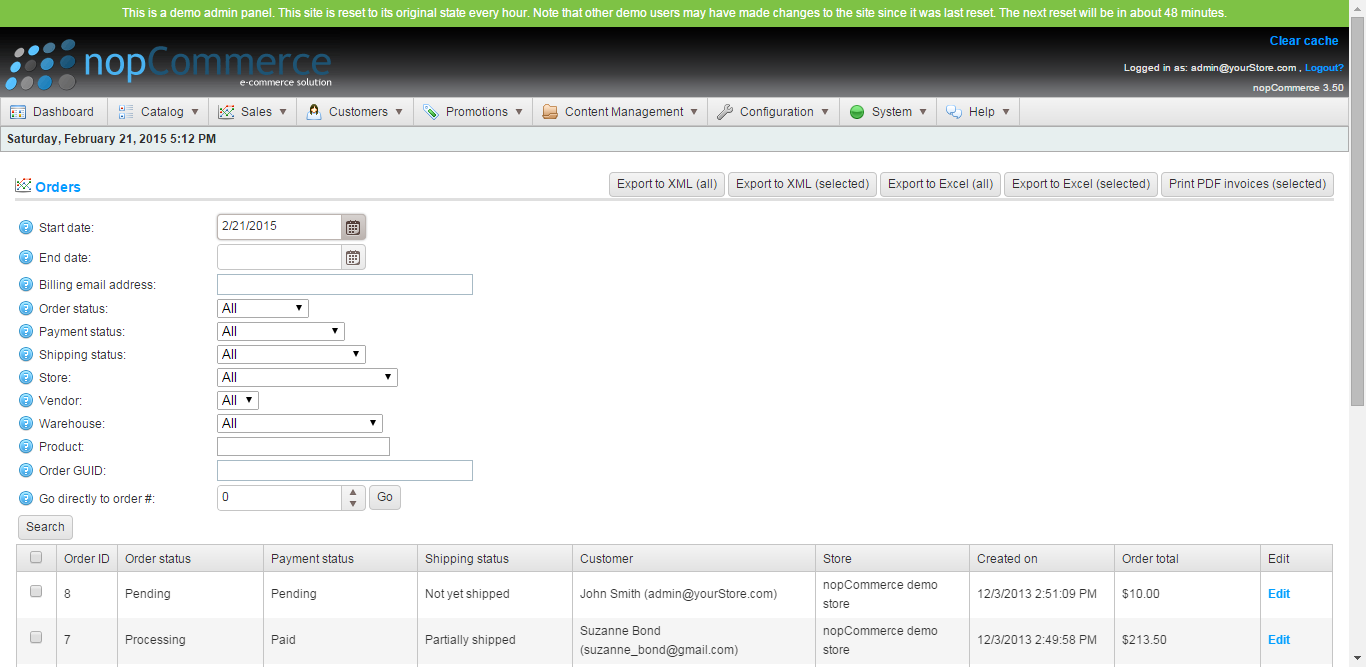 This is a demo admin panel. This site is reset to its original state every hour. Note that other demo users may have made changes to the site since it was last reset. The next reset will be in about 48 minutes.
Clear cache
nopCommerce
e-commerce solution
Logged in as: admin@yourStore.com , Logout?
nopCommerce 3.50
Dashboard Catalog Sales Customers Promotions Content Management Configuration System Help
Saturday, February 21, 2015 5:12 PM
Orders Export to XML (all) Export to XML (selected) Export to Excel (all) Export to Excel (selected) Print PDF invoices (selected)
Start date: 2/21/2015
End date:
Billing email address:
Order status: All
Payment status: All
Shipping status: All
Store: All
Vendor: All
Warehouse: All
Product:
Order GUID:
Go directly to order #: 0 Go
Search
Order ID Order status Payment status Shipping status Customer Store Created on Order total Edit
8 Pending Pending Not yet shipped John Smith (admin@yourStore.com) nopCommerce demo store 12/3/2013 2:51:09 PM $10.00 Edit
7 Processing Paid Partially shipped Suzanne Bond (suzanne_bond@gmail.com) nopCommerce demo store 12/3/2013 2:49:58 PM $213.50 Edit